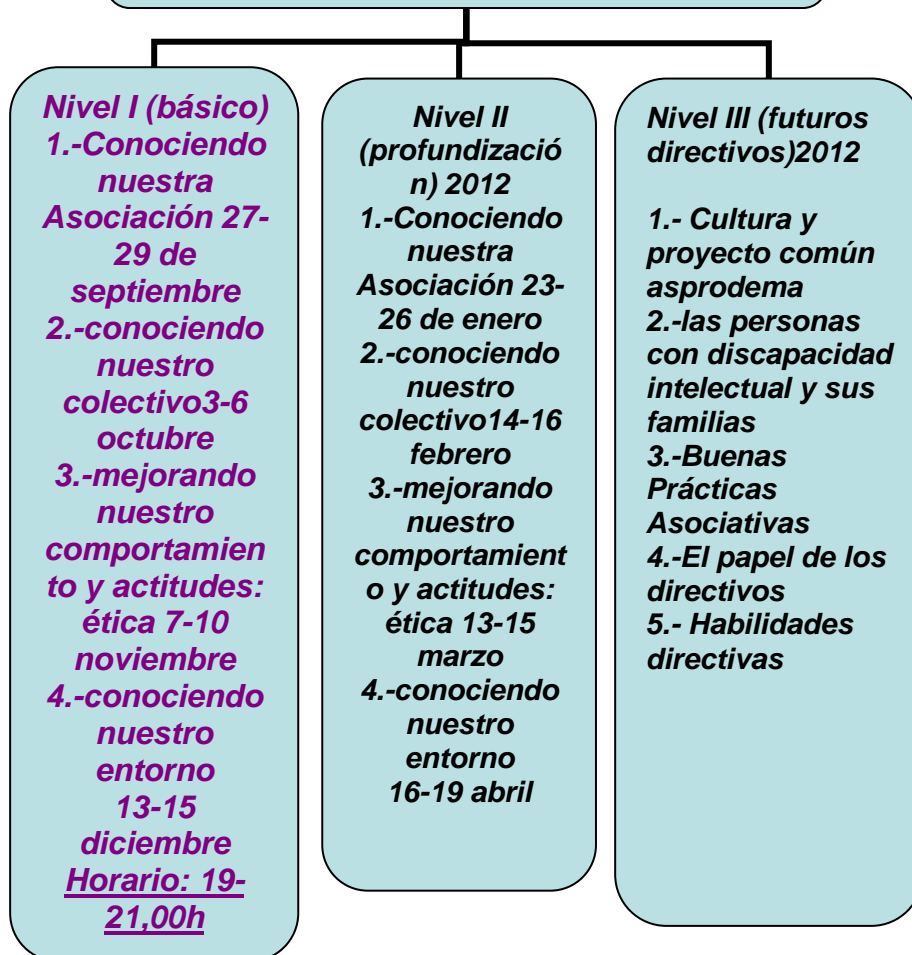 Nivel I (básico)
1.-Conociendo
nuestra
Asociación 27-
29 de
septiembre
2.-conociendo
nuestro
colectivo3-6
octubre
3.-mejorando
nuestro
comportamien
to y actitudes:
ética 7-10
noviembre
4.-conociendo
nuestro
entorno
13-15
diciembre
Horario: 19-
21,00h
Nivel II
(profundizació
n) 2012
1.-Conociendo
nuestra
Asociación 23-
26 de enero
2.-conociendo
nuestro
colectivo14-16
febrero
3.-mejorando
nuestro
comportamient
o y actitudes:
ética 13-15
marzo
4.-conociendo
nuestro
entorno
16-19 abril
Nivel III (futuros
directivos)2012
1.- Cultura y
proyecto común
asprodema
2.-las personas
con discapacidad
intelectual y sus
familias
3.-Buenas
Prácticas
Asociativas
4.-El papel de los
directivos
5.- Habilidades
directivas